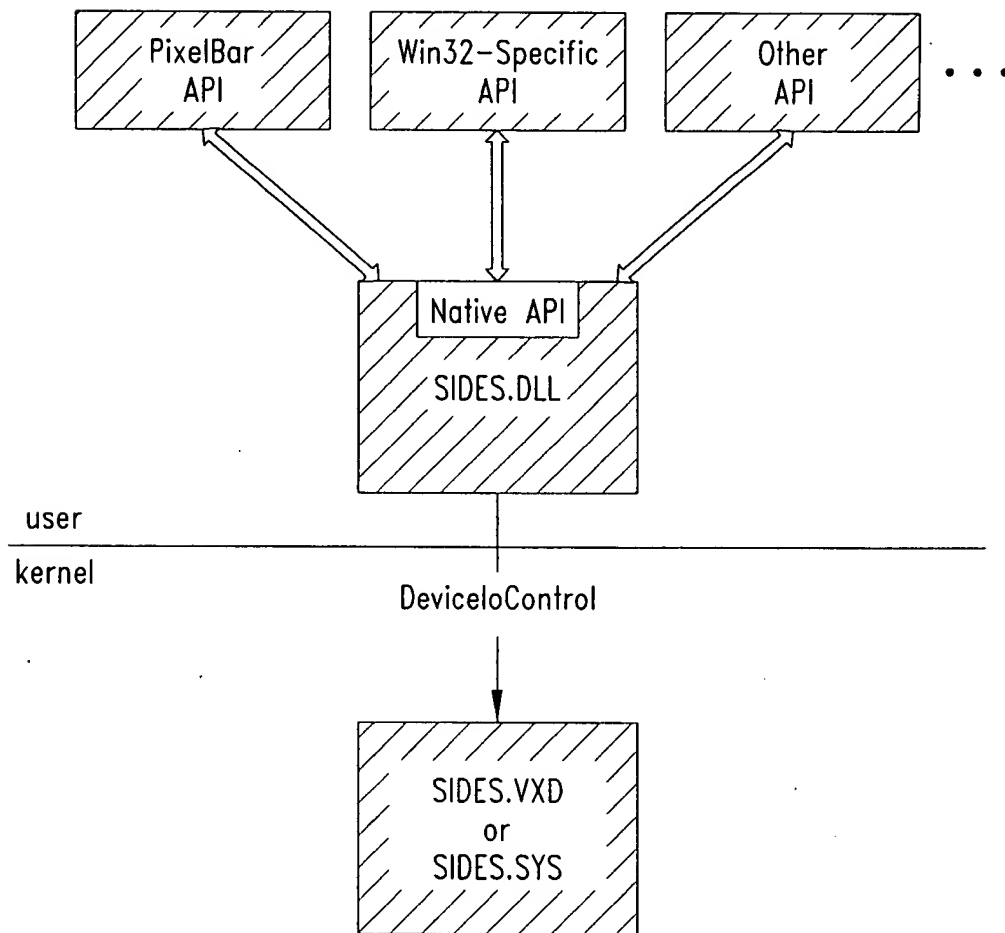 PixelBar
API
Win32-Specific
API
Other
API
• • •
Native API
SIDES.DLL
user
kernel
DeviceIoControl
SIDES.VXD
or
SIDES.SYS